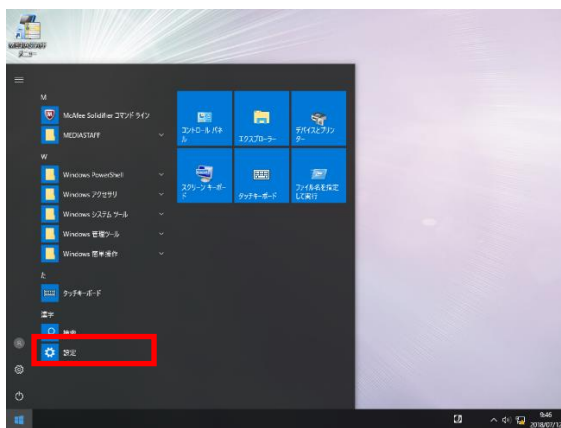 MEDIASTAFF
メニュー
M
McAfee Solidifier コマンド ライン
MEDIASTAFF
W
Windows PowerShell
Windows アクセサリ
Windows システム ツール
Windows 管理ツール
Windows 簡単操作
た
タッチキーボード
漢字
検索
設定
コントロール パネ
ル
エクスプローラー
デバイスとプリン
ター
スクリーン キーボー
ド
タッチキーボード
ファイル名を指定
して実行
9:46
2018/07/12